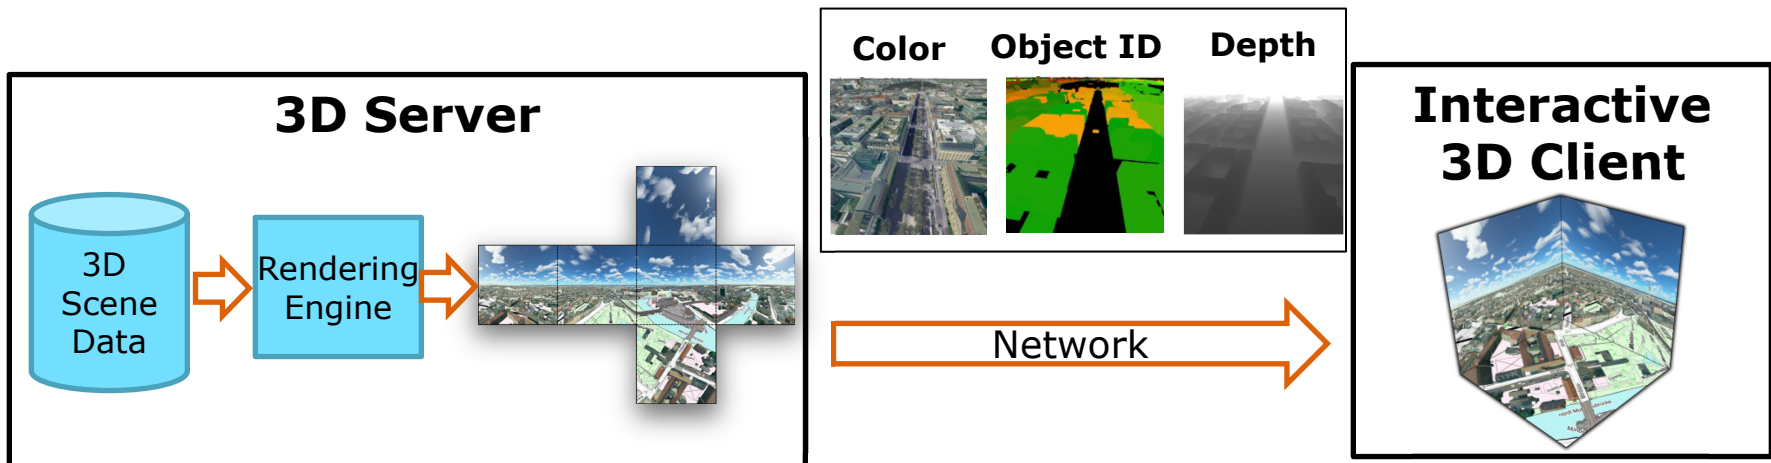 3D Server
3D
Scene
Data
Rendering
Engine
Color
Object ID
Depth
Network
Interactive
3D Client